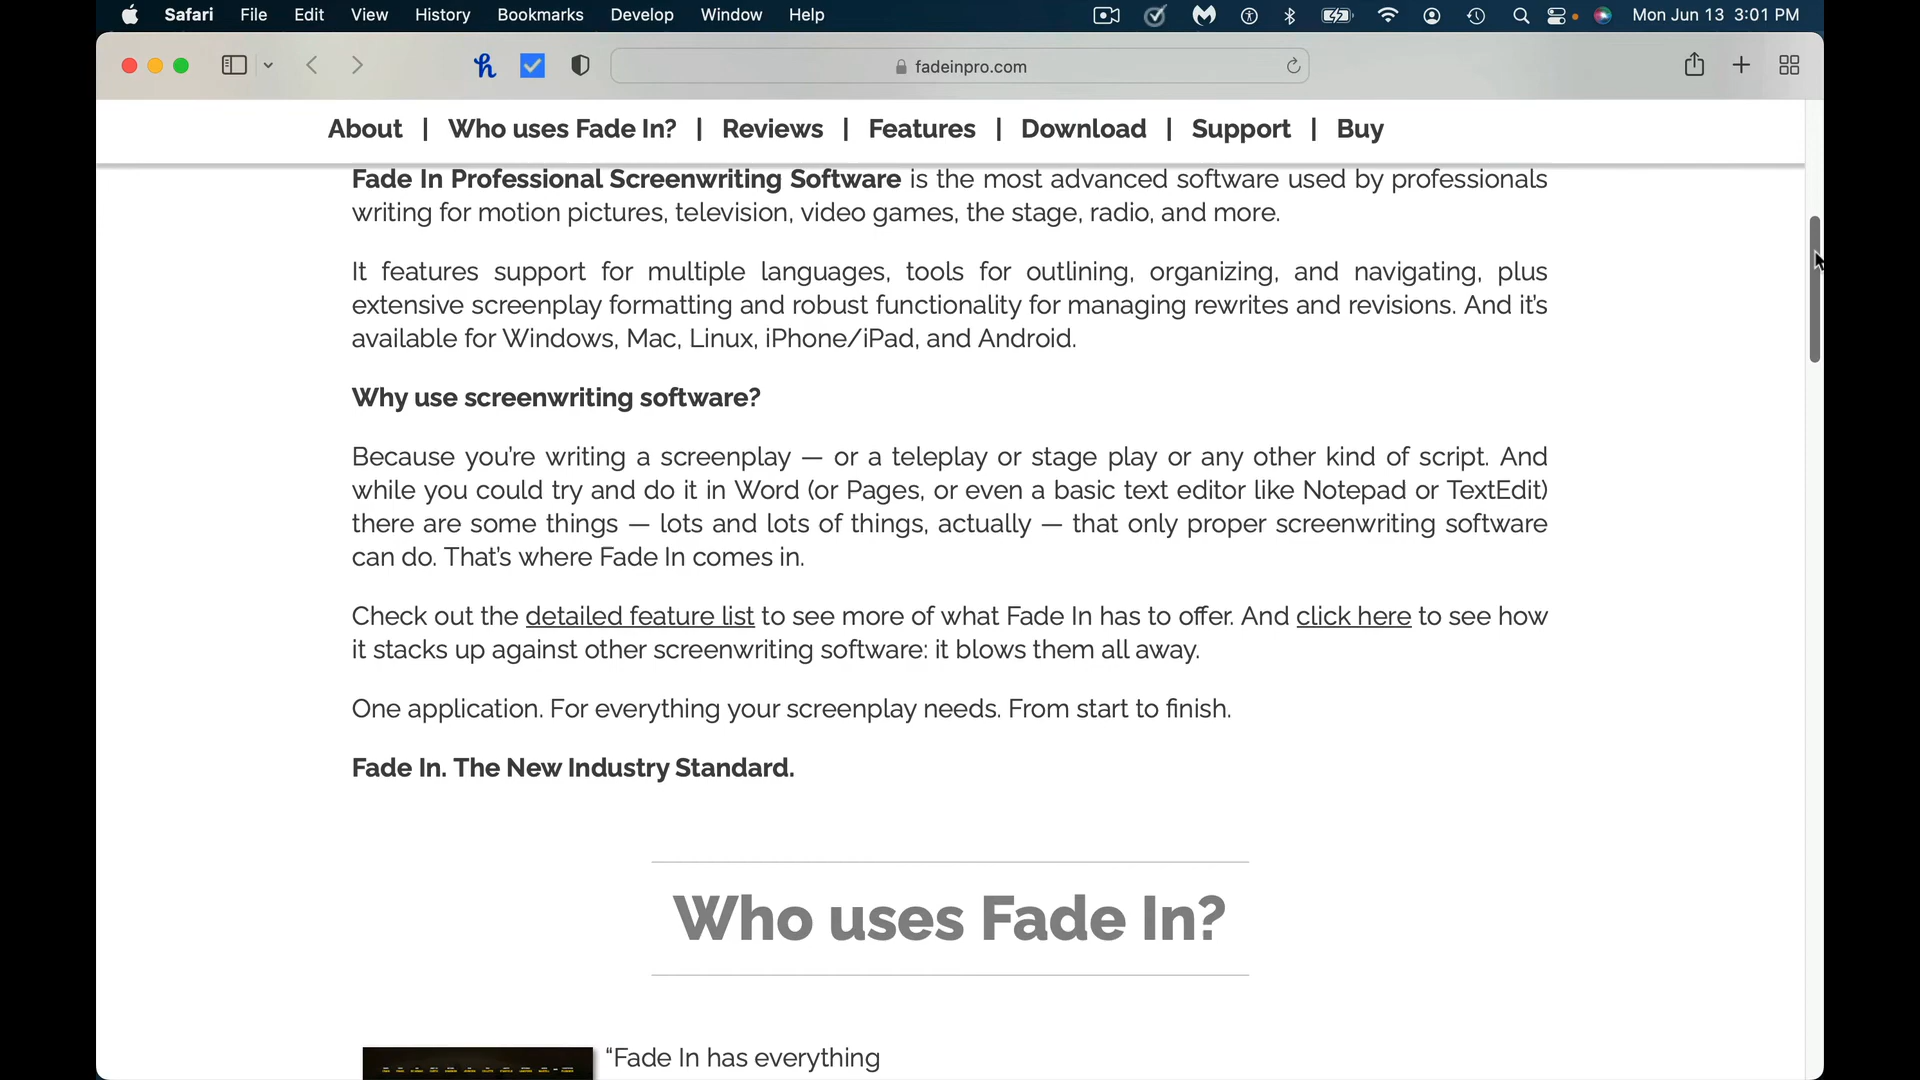 Safari File Edit View History Bookmarks Develop Window Help Mon Jun 13 3:01 PM
fadeinpro.com
About | Who uses Fade In? | Reviews | Features | Download | Support | Buy
Fade In Professional Screenwriting Software is the most advanced software used by professionals
writing for motion pictures, television, video games, the stage, radio, and more.
It features support for multiple languages, tools for outlining, organizing, and navigating, plus
extensive screenplay formatting and robust functionality for managing rewrites and revisions. And it's
available for Windows, Mac, Linux, iPhone/iPad, and Android.
Why use screenwriting software?
Because you're writing a screenplay — or a teleplay or stage play or any other kind of script. And
while you could try and do it in Word (or Pages, or even a basic text editor like Notepad or TextEdit)
there are some things — lots and lots of things, actually — that only proper screenwriting software
can do. That's where Fade In comes in.
Check out the detailed feature list to see more of what Fade In has to offer. And click here to see how
it stacks up against other screenwriting software: it blows them all away.
One application. For everything your screenplay needs. From start to finish.
Fade In. The New Industry Standard.
Who uses Fade In?
“Fade In has everything